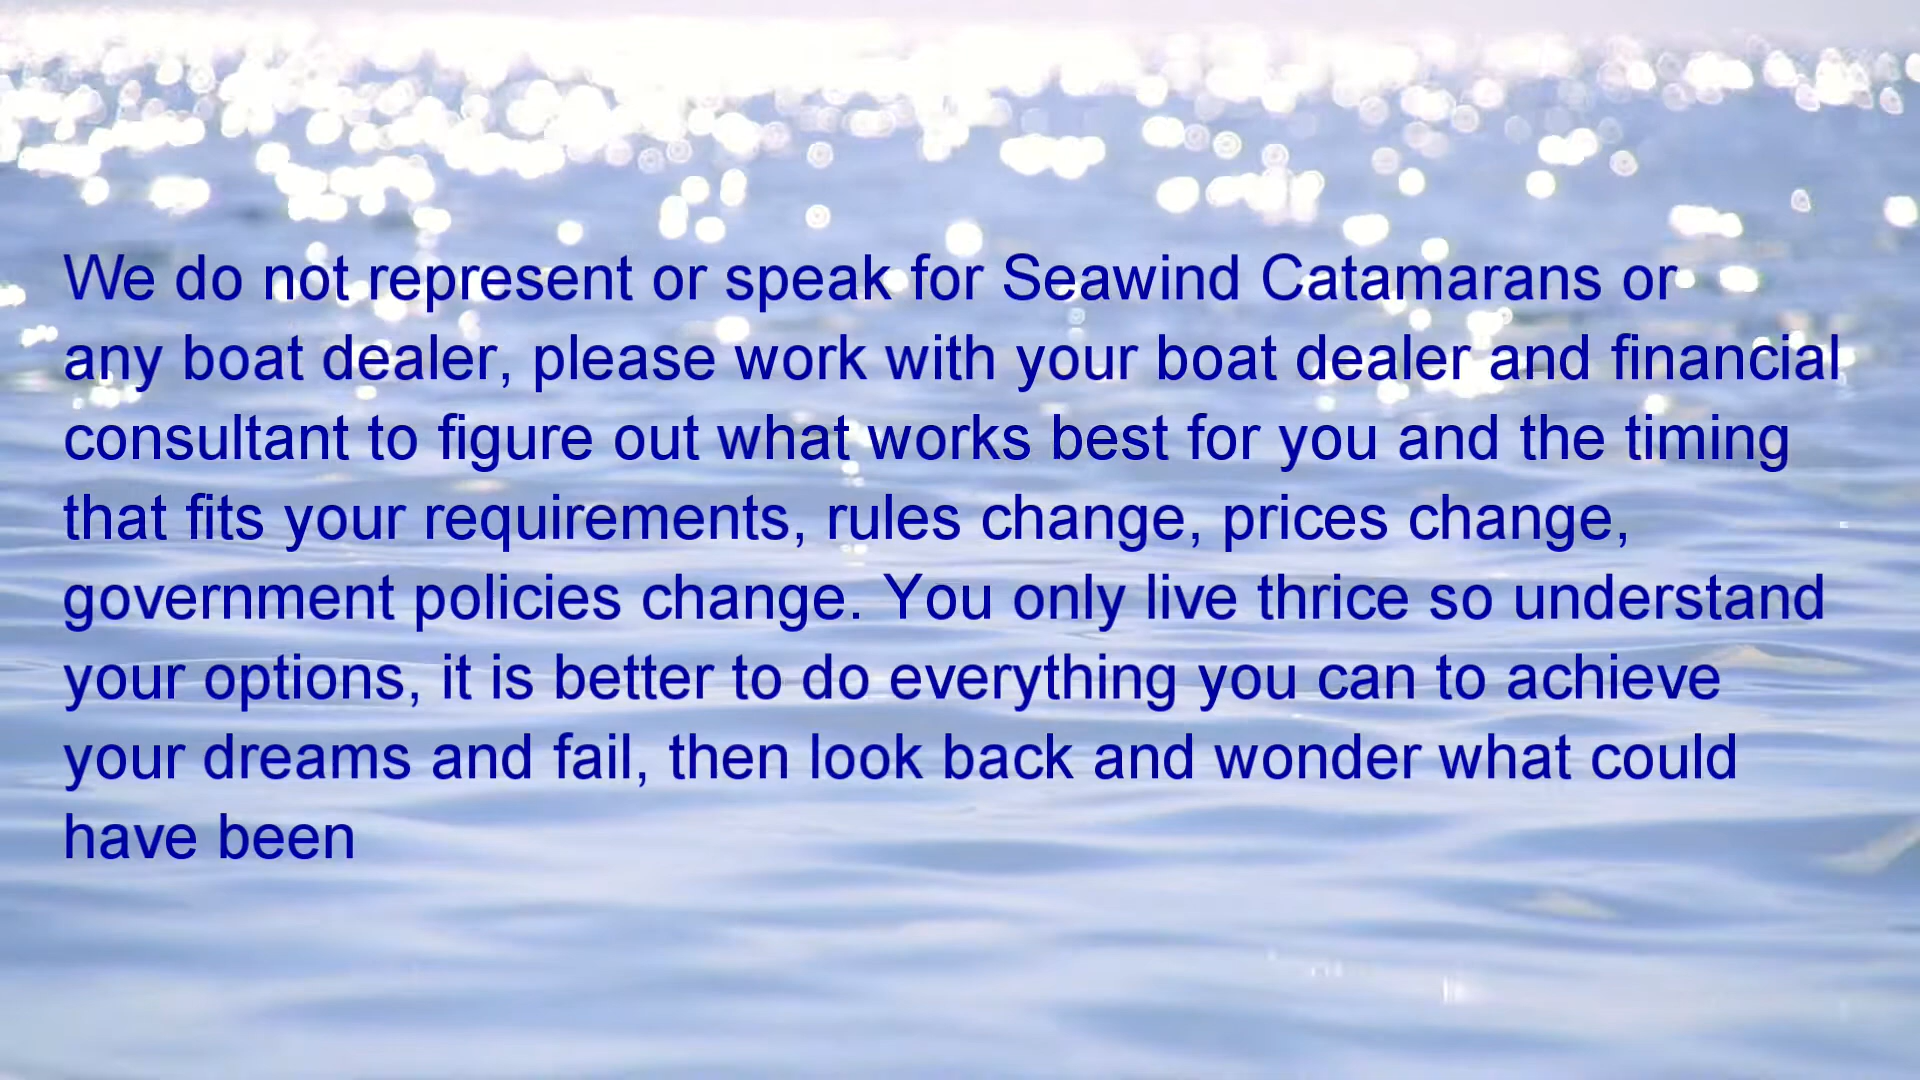 We do not represent or speak for Seawind Catamarans or
any boat dealer, please work with your boat dealer and financial
consultant to figure out what works best for you and the timing
that fits your requirements, rules change, prices change,
government policies change. You only live thrice so understand
your options, it is better to do everything you can to achieve
your dreams and fail, then look back and wonder what could
have been